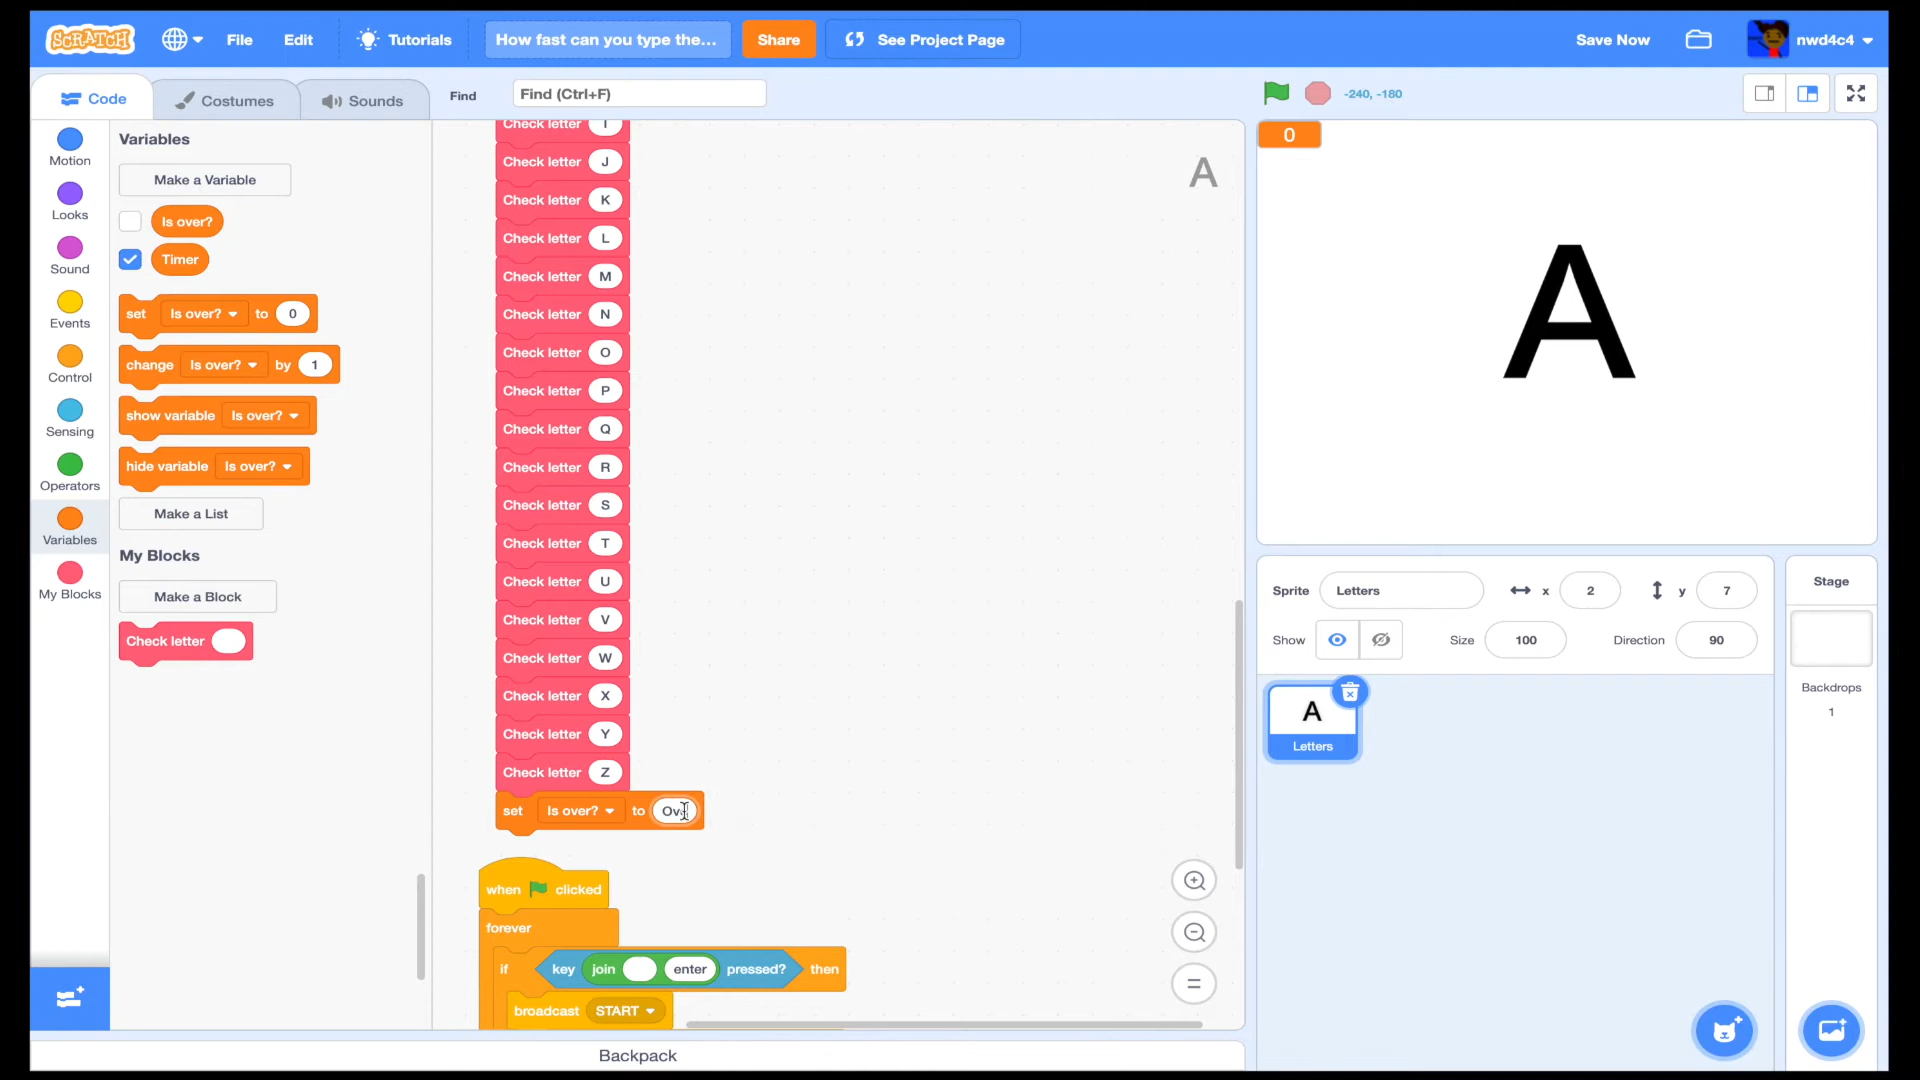 SCRATCH
File
Edit
Tutorials
How fast can you type the...
Share
See Project Page
Save Now
nwd4c4
Code
Costumes
Sounds
Find
Find (Ctrl+F)
-240, -180
Motion
Looks
Sound
Events
Control
Sensing
Operators
Variables
My Blocks
Variables
Make a Variable
Is over?
Timer
set Is over? to 0
change Is over? by 1
show variable Is over?
hide variable Is over?
Make a List
My Blocks
Make a Block
Check letter
Check letter I
Check letter J
Check letter K
Check letter L
Check letter M
Check letter N
Check letter O
Check letter P
Check letter Q
Check letter R
Check letter S
Check letter T
Check letter U
Check letter V
Check letter W
Check letter X
Check letter Y
Check letter Z
set Is over? to
when clicked
forever
if key join enter pressed? then
broadcast START
A
Backpack
0
A
Sprite Letters x 2 y 7
Show Size 100 Direction 90
A
Letters
Stage
Backdrops
1